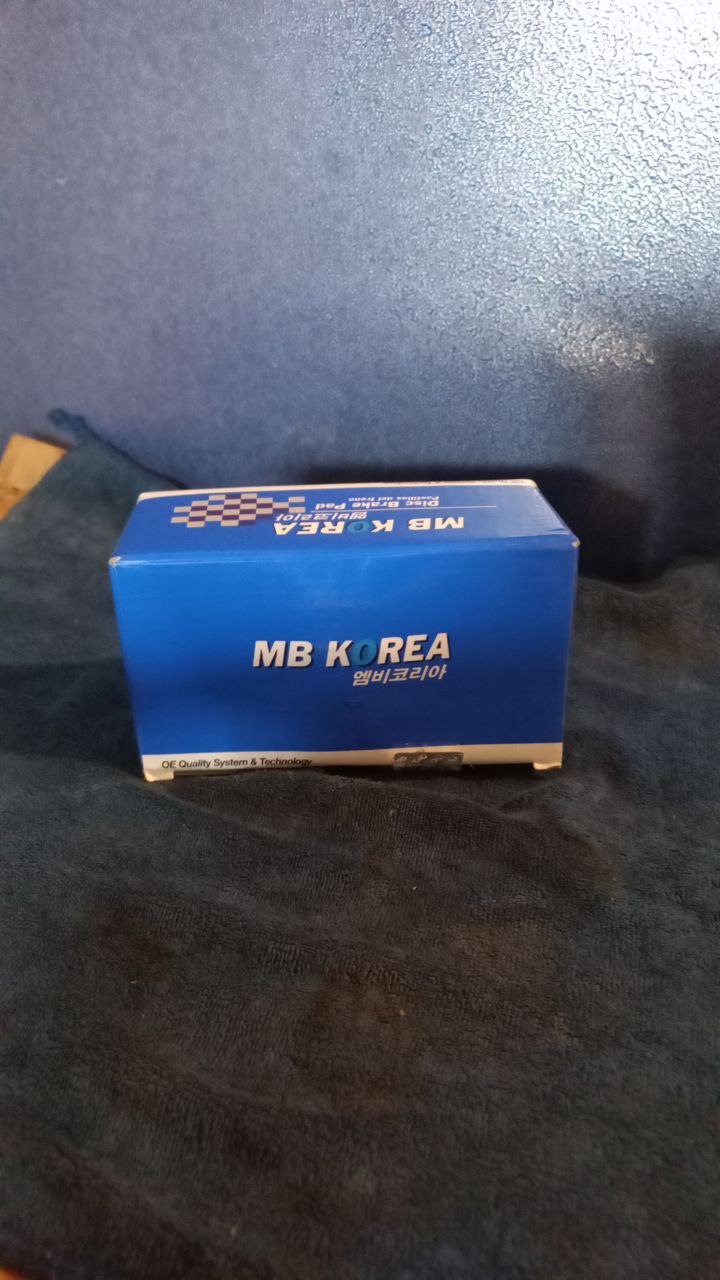 MB KOREA
엠비코리아
Disc Brake Pad
Pastillas del freno
MB KOREA
엠비코리아
OE Quality System & Technology